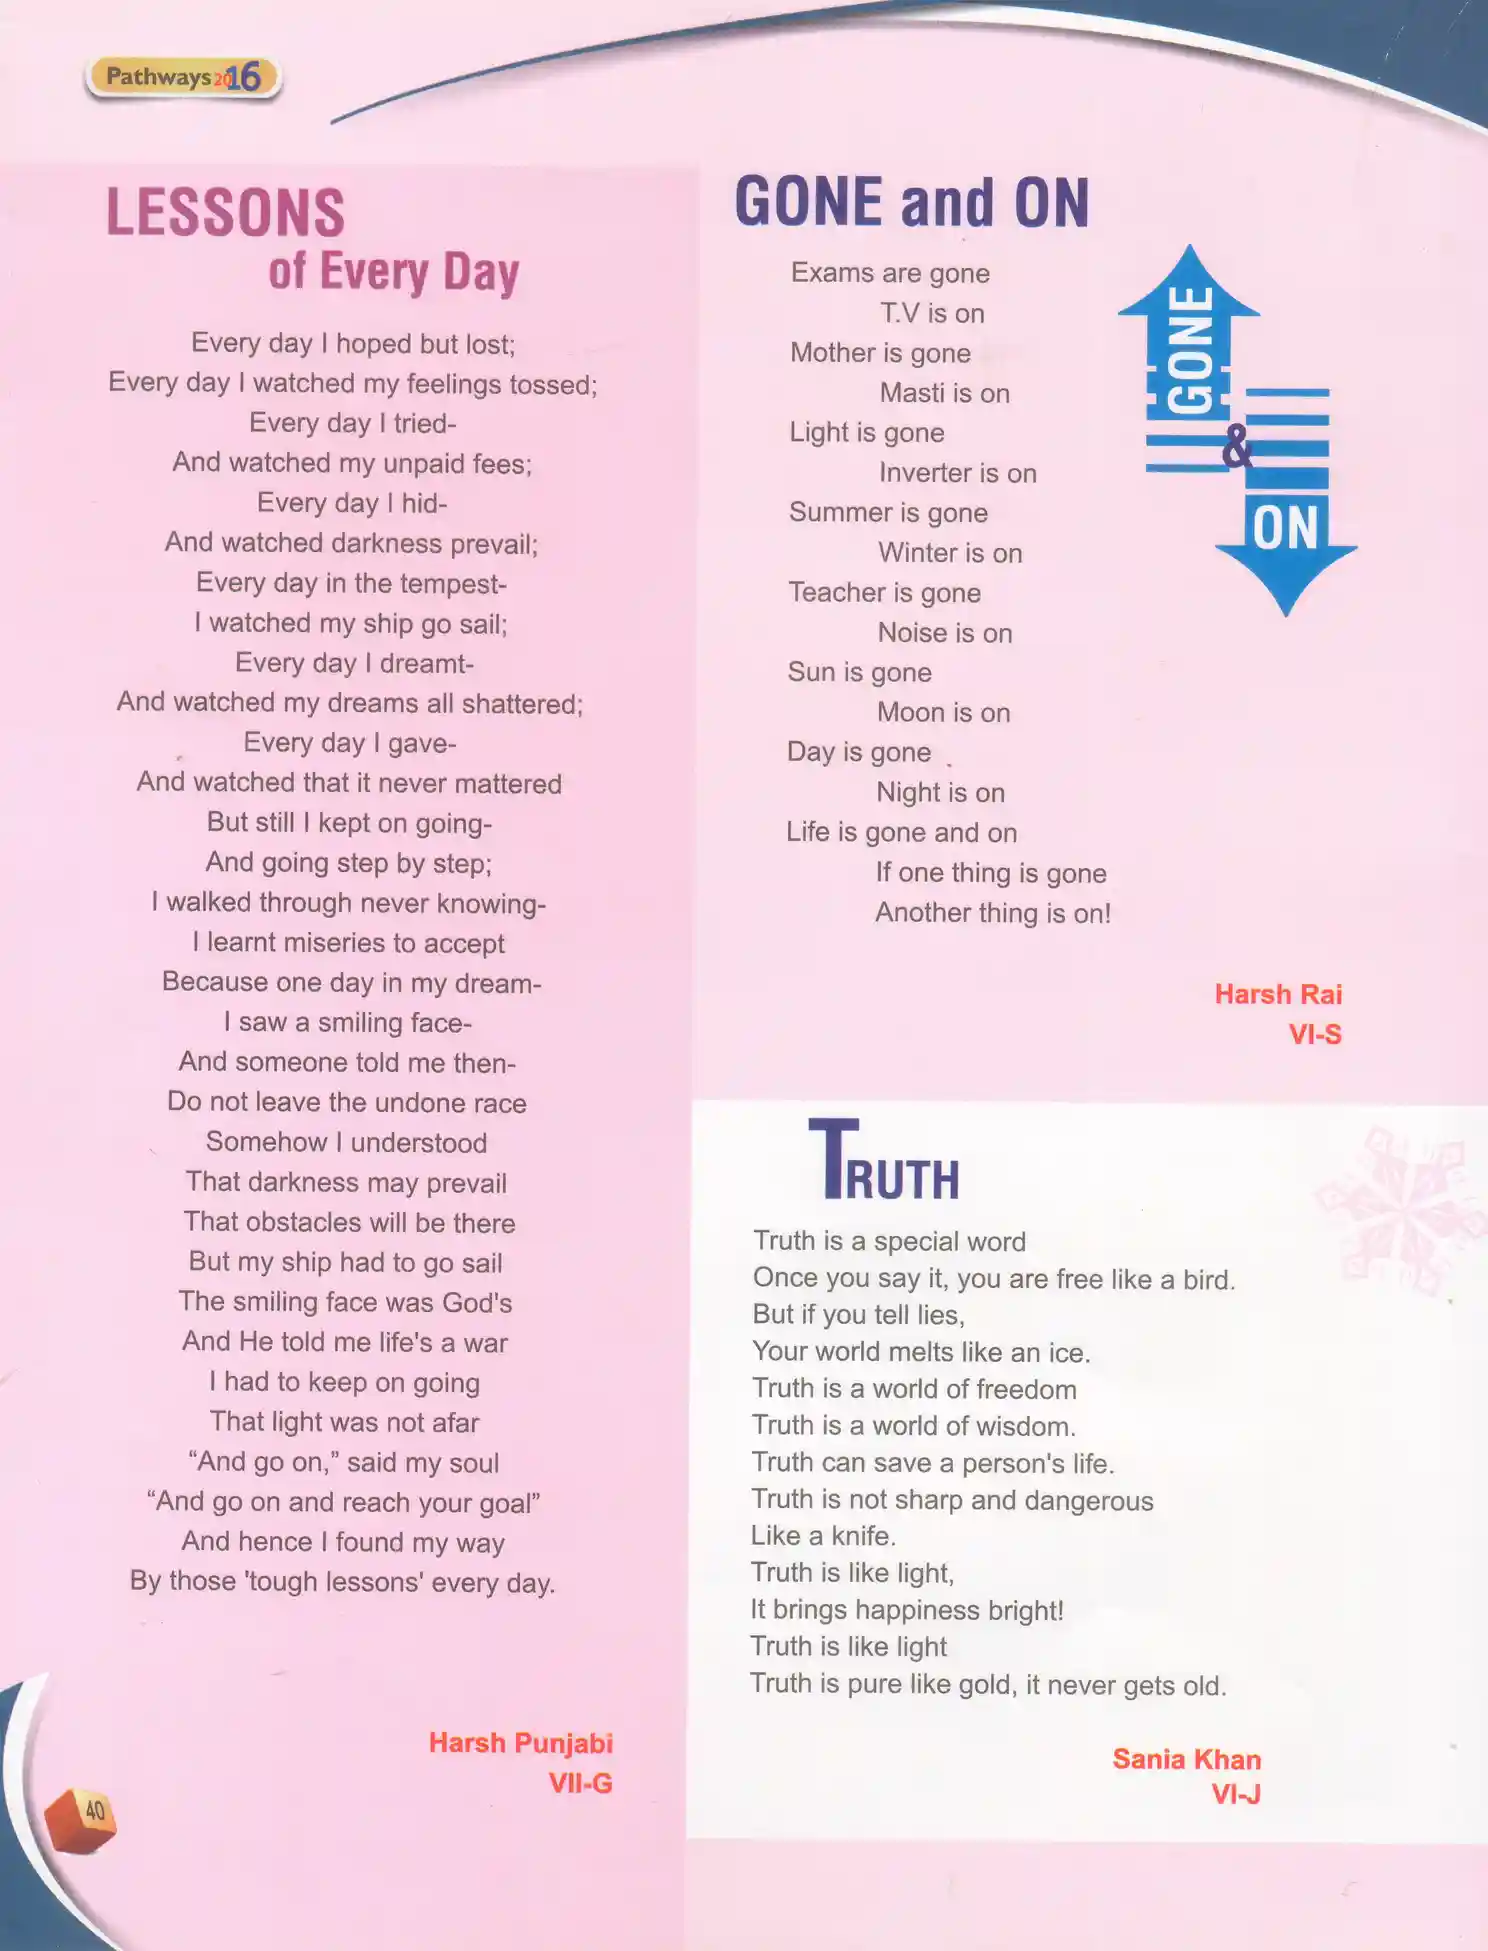 Pathways2016
LESSONS
of Every Day
Every day I hoped but lost;
Every day I watched my feelings tossed;
Every day I tried-
And watched my unpaid fees;
Every day I hid-
And watched darkness prevail;
Every day in the tempest-
I watched my ship go sail;
Every day I dreamt-
And watched my dreams all shattered;
Every day I gave-
And watched that it never mattered
But still I kept on going-
And going step by step;
I walked through never knowing-
I learnt miseries to accept
Because one day in my dream-
I saw a smiling face-
And someone told me then-
Do not leave the undone race
Somehow I understood
That darkness may prevail
That obstacles will be there
But my ship had to go sail
The smiling face was God's
And He told me life's a war
I had to keep on going
That light was not afar
“And go on,” said my soul
“And go on and reach your goal”
And hence I found my way
By those 'tough lessons' every day.
Harsh Punjabi
VII-G
40
GONE and ON
Exams are gone
T.V is on
Mother is gone
Masti is on
Light is gone
Inverter is on
Summer is gone
Winter is on
Teacher is gone
Noise is on
Sun is gone
Moon is on
Day is gone
Night is on
Life is gone and on
If one thing is gone
Another thing is on!
GONE
&
ON
Harsh Rai
VI-S
TRUTH
Truth is a special word
Once you say it, you are free like a bird.
But if you tell lies,
Your world melts like an ice.
Truth is a world of freedom
Truth is a world of wisdom.
Truth can save a person's life.
Truth is not sharp and dangerous
Like a knife.
Truth is like light,
It brings happiness bright!
Truth is like light
Truth is pure like gold, it never gets old.
Sania Khan
VI-J